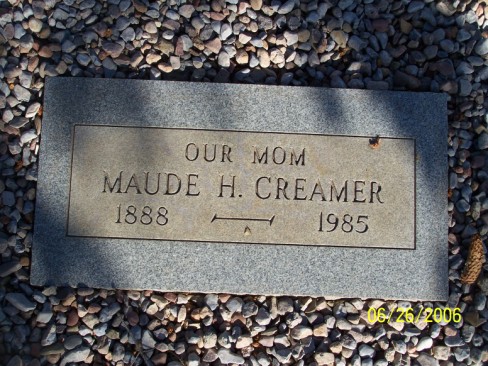 OUR MOM
MAUDE H. CREAMER
1888 1985
06/26/2006